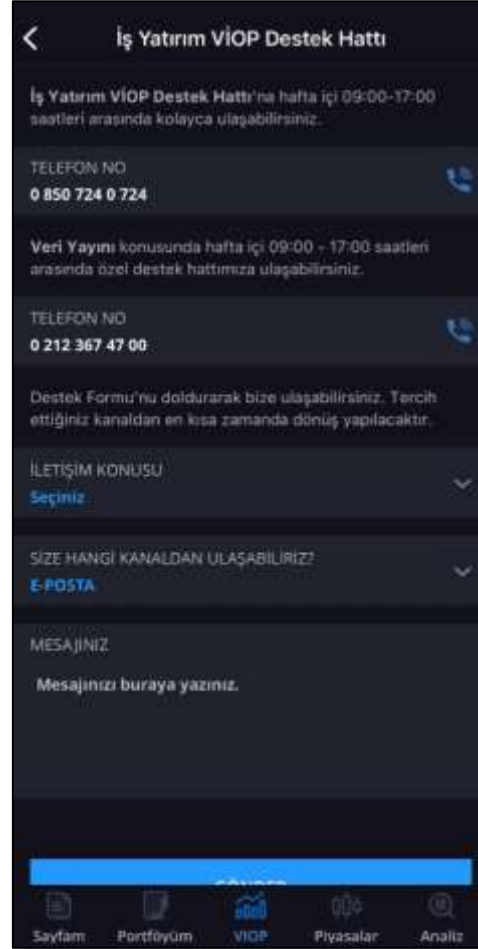 İş Yatırım VİOP Destek Hattı
İş Yatırım VİOP Destek Hattı'na hafta içi 09:00-17:00
saatleri arasında kolayca ulaşabilirsiniz.
TELEFON NO
0 850 724 0 724
Veri Yayını konusunda hafta içi 09:00 - 17:00 saatleri
arasında özel destek hattımıza ulaşabilirsiniz.
TELEFON NO
0 212 367 47 00
Destek Formu'nu doldurarak bize ulaşabilirsiniz. Tercih
ettiğiniz kanaldan en kısa zamanda dönüş yapılacaktır.
İLETİŞİM KONUSU
Seçiniz
SİZE HANGİ KANALDAN ULAŞABİLİRİZ?
E-POSTA
MESAJINIZ
Mesajınızı buraya yazınız.
GÖNDER
Sayfam
Portföyüm
VİOP
Piyasalar
Analiz